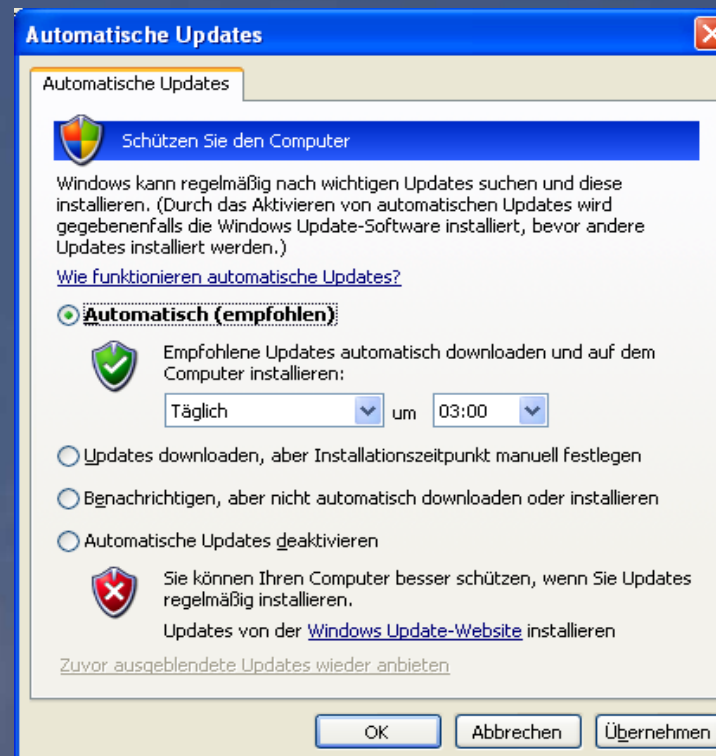 Automatische Updates
Automatische Updates
Schützen Sie den Computer
Windows kann regelmäßig nach wichtigen Updates suchen und diese
installieren. (Durch das Aktivieren von automatischen Updates wird
gegebenenfalls die Windows Update-Software installiert, bevor andere
Updates installiert werden.)
Wie funktionieren automatische Updates?
Automatisch (empfohlen)
Empfohlene Updates automatisch downloaden und auf dem
Computer installieren:
Täglich um 03:00
Updates downloaden, aber Installationszeitpunkt manuell festlegen
Benachrichtigen, aber nicht automatisch downloaden oder installieren
Automatische Updates deaktivieren
Sie können Ihren Computer besser schützen, wenn Sie Updates
regelmäßig installieren.
Updates von der Windows Update-Website installieren
Zuvor ausgeblendete Updates wieder anbieten
OK Abbrechen Übernehmen